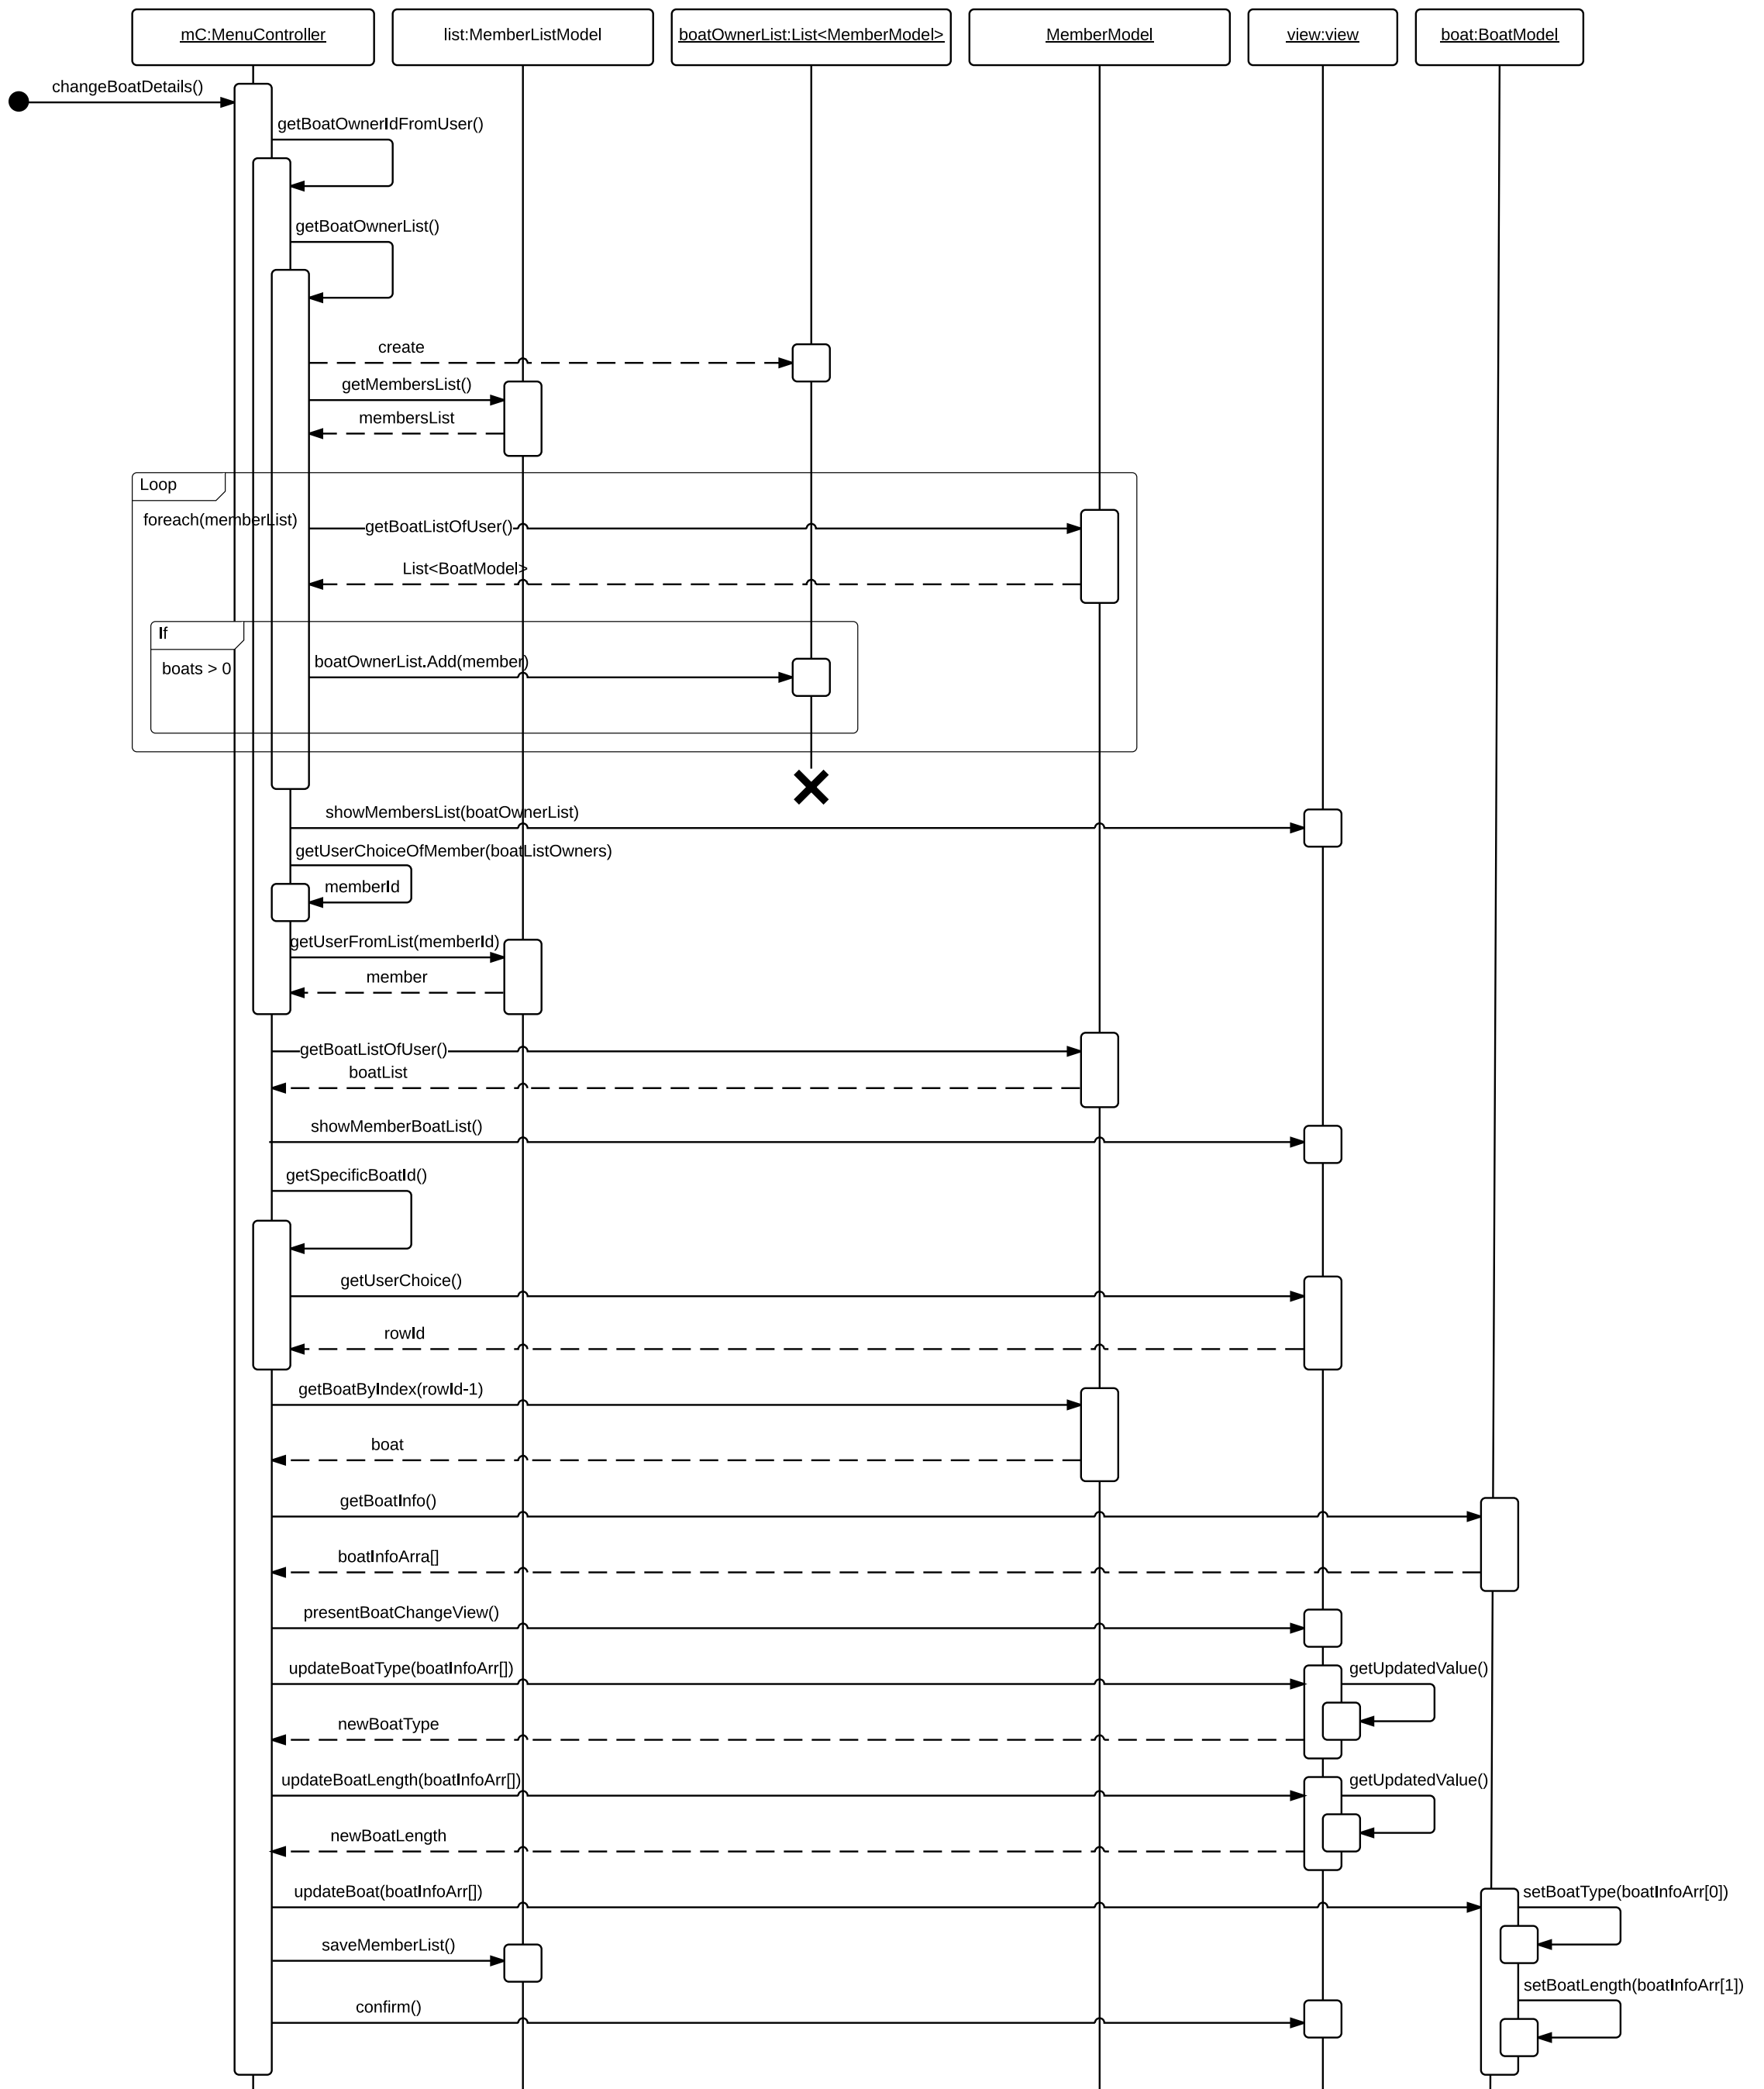 mC:MenuController
list:MemberListModel
boatOwnerList:List<MemberModel>
MemberModel
view:view
boat:BoatModel
changeBoatDetails()
getBoatOwnerIdFromUser()
getBoatOwnerList()
create
getMembersList()
membersList
Loop
foreach(memberList)
getBoatListOfUser()
List<BoatModel>
If
boats > 0
boatOwnerList.Add(member)
showMembersList(boatOwnerList)
getUserChoiceOfMember(boatListOwners)
memberId
getUserFromList(memberId)
member
getBoatListOfUser()
boatList
showMemberBoatList()
getSpecificBoatId()
getUserChoice()
rowId
getBoatByIndex(rowId-1)
boat
getBoatInfo()
boatInfoArra[]
presentBoatChangeView()
updateBoatType(boatInfoArr[])
getUpdatedValue()
newBoatType
updateBoatLength(boatInfoArr[])
getUpdatedValue()
newBoatLength
updateBoat(boatInfoArr[])
setBoatType(boatInfoArr[0])
saveMemberList()
setBoatLength(boatInfoArr[1])
confirm()